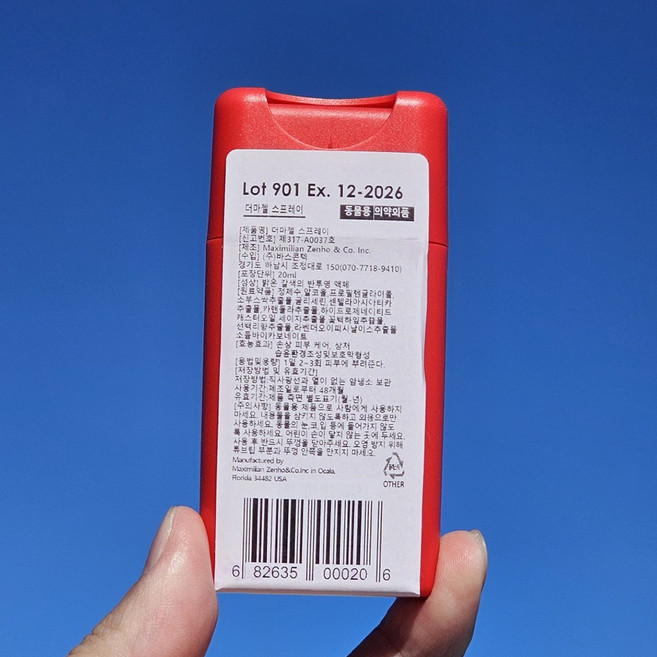 Lot 901 Ex. 12-2026
더마젤 스프레이
동물용의약외품
[제품명] 더마젤 스프레이
[신고번호] 제317-A0037호
[제조] Maximilian Zenho & Co. Inc.
[수입] (주)바스콘텍
경기도 하남시 조정대로 150(070-7718-9410)
[포장단위] 20ml
[성상] 밝은 갈색의 반투명 액체
[원료약품] 정제수,알코올,프로필렌글라이콜,
소루스싹추출물,글리세린,센텔라아시아티카
추출물,카렌둘라추출물,하이드로제네이티드
캐스터오일,세이지추출물,꽃택하임추출물,
선택리왕추출물,라벤더오이피시날이스추출물
소듐바이카보네이트
[효능효과] 손상 피부 케어, 상처
습윤환경조성및보호막형성
[용법및용량] 1일 2~3회 피부에 뿌려준다.
[저장방법 및 유효기간]
저장방법:직사광선과 열이 없는 암냉소 보관
사용기간:제조일로부터 48개월
유효기간:제품 측면 별도표기(월.년)
[주의사항] 동물용 제품으로 사람에게 사용하지
마세요. 내용물을 삼키지 않도록하고 외용으로만
사용하세요. 동물의 눈,코,입 등에 들어가지 않도
록 사용하세요. 어린이 손이 닿지 않는 곳에 두세요.
사용 후 반드시 뚜껑을 닫아주세요. 오염 방지 위해
튜브팁 부분과 뚜껑 안쪽을 만지지 마세요.
Manufactured by
Maximilian Zenho&Co.Inc in Ocala,
Florida 34482 USA
OTHER
6 82635 00020 6